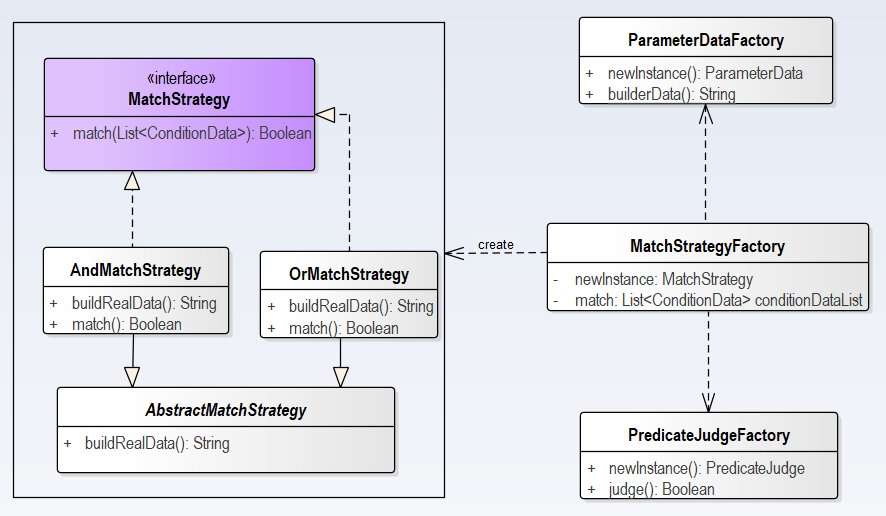 «interface»
MatchStrategy
+ match(List<ConditionData>): Boolean
AndMatchStrategy
+ buildRealData(): String
+ match(): Boolean
OrMatchStrategy
+ buildRealData(): String
+ match(): Boolean
AbstractMatchStrategy
+ buildRealData(): String
create
ParameterDataFactory
+ newInstance(): ParameterData
+ builderData(): String
MatchStrategyFactory
- newInstance: MatchStrategy
- match: List<ConditionData> conditionDataList
PredicateJudgeFactory
+ newInstance(): PredicateJudge
+ judge(): Boolean